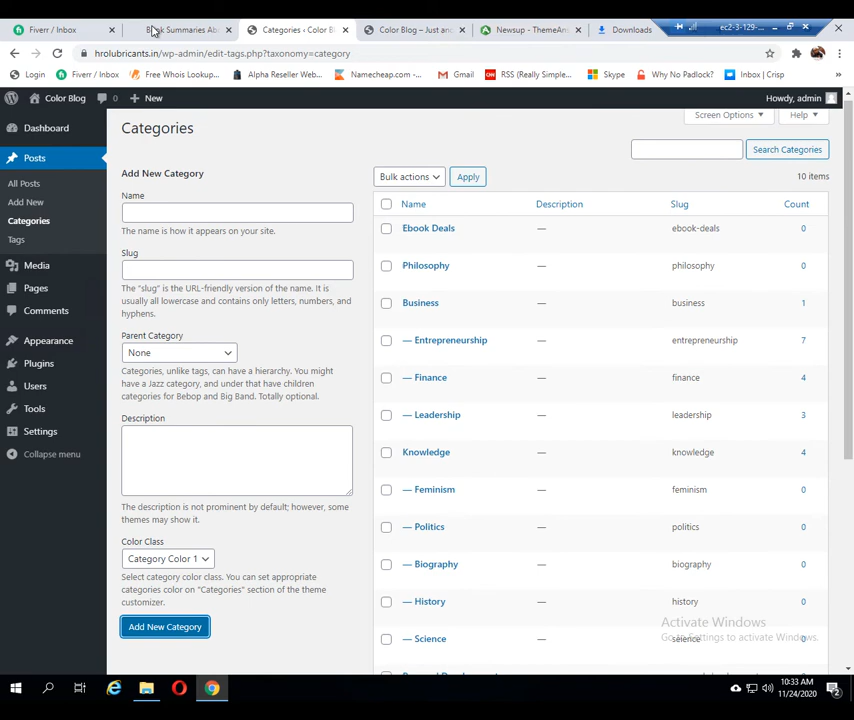 Fiverr / Inbox
Book Summaries Ab
Categories ‹ Color Bl
Color Blog – Just an
Newsup - ThemeAn
Downloads
ec2-3-129-
hrolubricants.in/wp-admin/edit-tags.php?taxonomy=category
Login
Fiverr / Inbox
Free Whois Lookup...
Alpha Reseller Web...
Namecheap.com -
Gmail
RSS (Really Simple...
Skype
Why No Padlock?
Inbox | Crisp
Color Blog
0
New
Howdy, admin
Dashboard
Posts
All Posts
Add New
Categories
Tags
Media
Pages
Comments
Appearance
Plugins
Users
Tools
Settings
Collapse menu
Screen Options
Help
Categories
Search Categories
Add New Category
Name
The name is how it appears on your site.
Slug
The “slug” is the URL-friendly version of the name. It is
usually all lowercase and contains only letters, numbers, and
hyphens.
Parent Category
None
Categories, unlike tags, can have a hierarchy. You might
have a Jazz category, and under that have children
categories for Bebop and Big Band. Totally optional.
Description
The description is not prominent by default; however, some
themes may show it.
Color Class
Category Color 1
Select category color class. You can set appropriate
categories color on "Categories" section of the theme
customizer.
Add New Category
Bulk actions
Apply
10 items
Name Description Slug Count
Ebook Deals — ebook-deals 0
Philosophy — philosophy 0
Business — business 1
— Entrepreneurship — entrepreneurship 7
— Finance — finance 4
— Leadership — leadership 3
Knowledge — knowledge 4
— Feminism — feminism 0
— Politics — politics 0
— Biography — biography 0
— History — history 0
— Science — science 0
Activate Windows
Go to Settings to activate Windows.
10:33 AM
11/24/2020
2